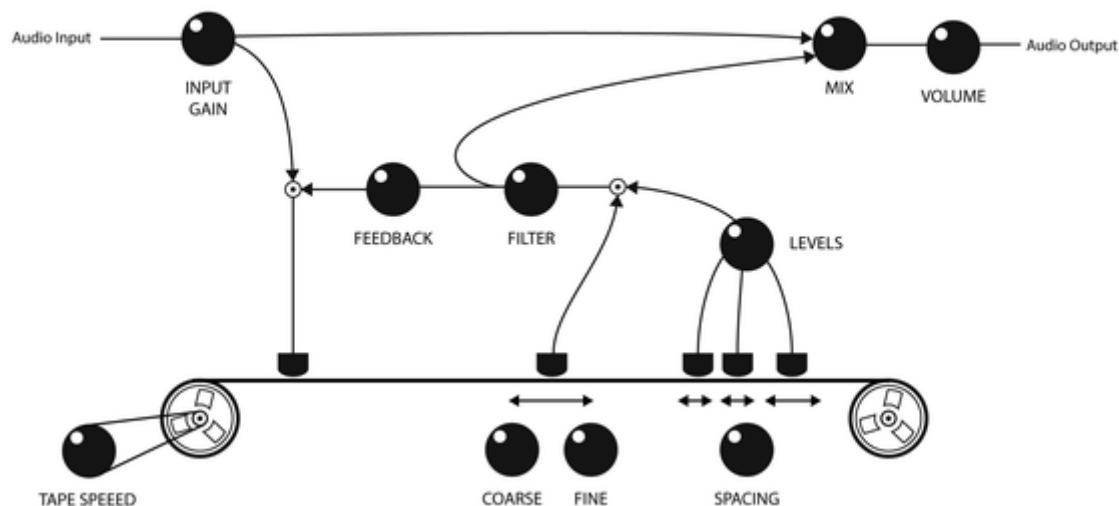 Audio Input
INPUT
GAIN
MIX
VOLUME
Audio Output
FEEDBACK
FILTER
LEVELS
TAPE SPEEED
COARSE
FINE
SPACING